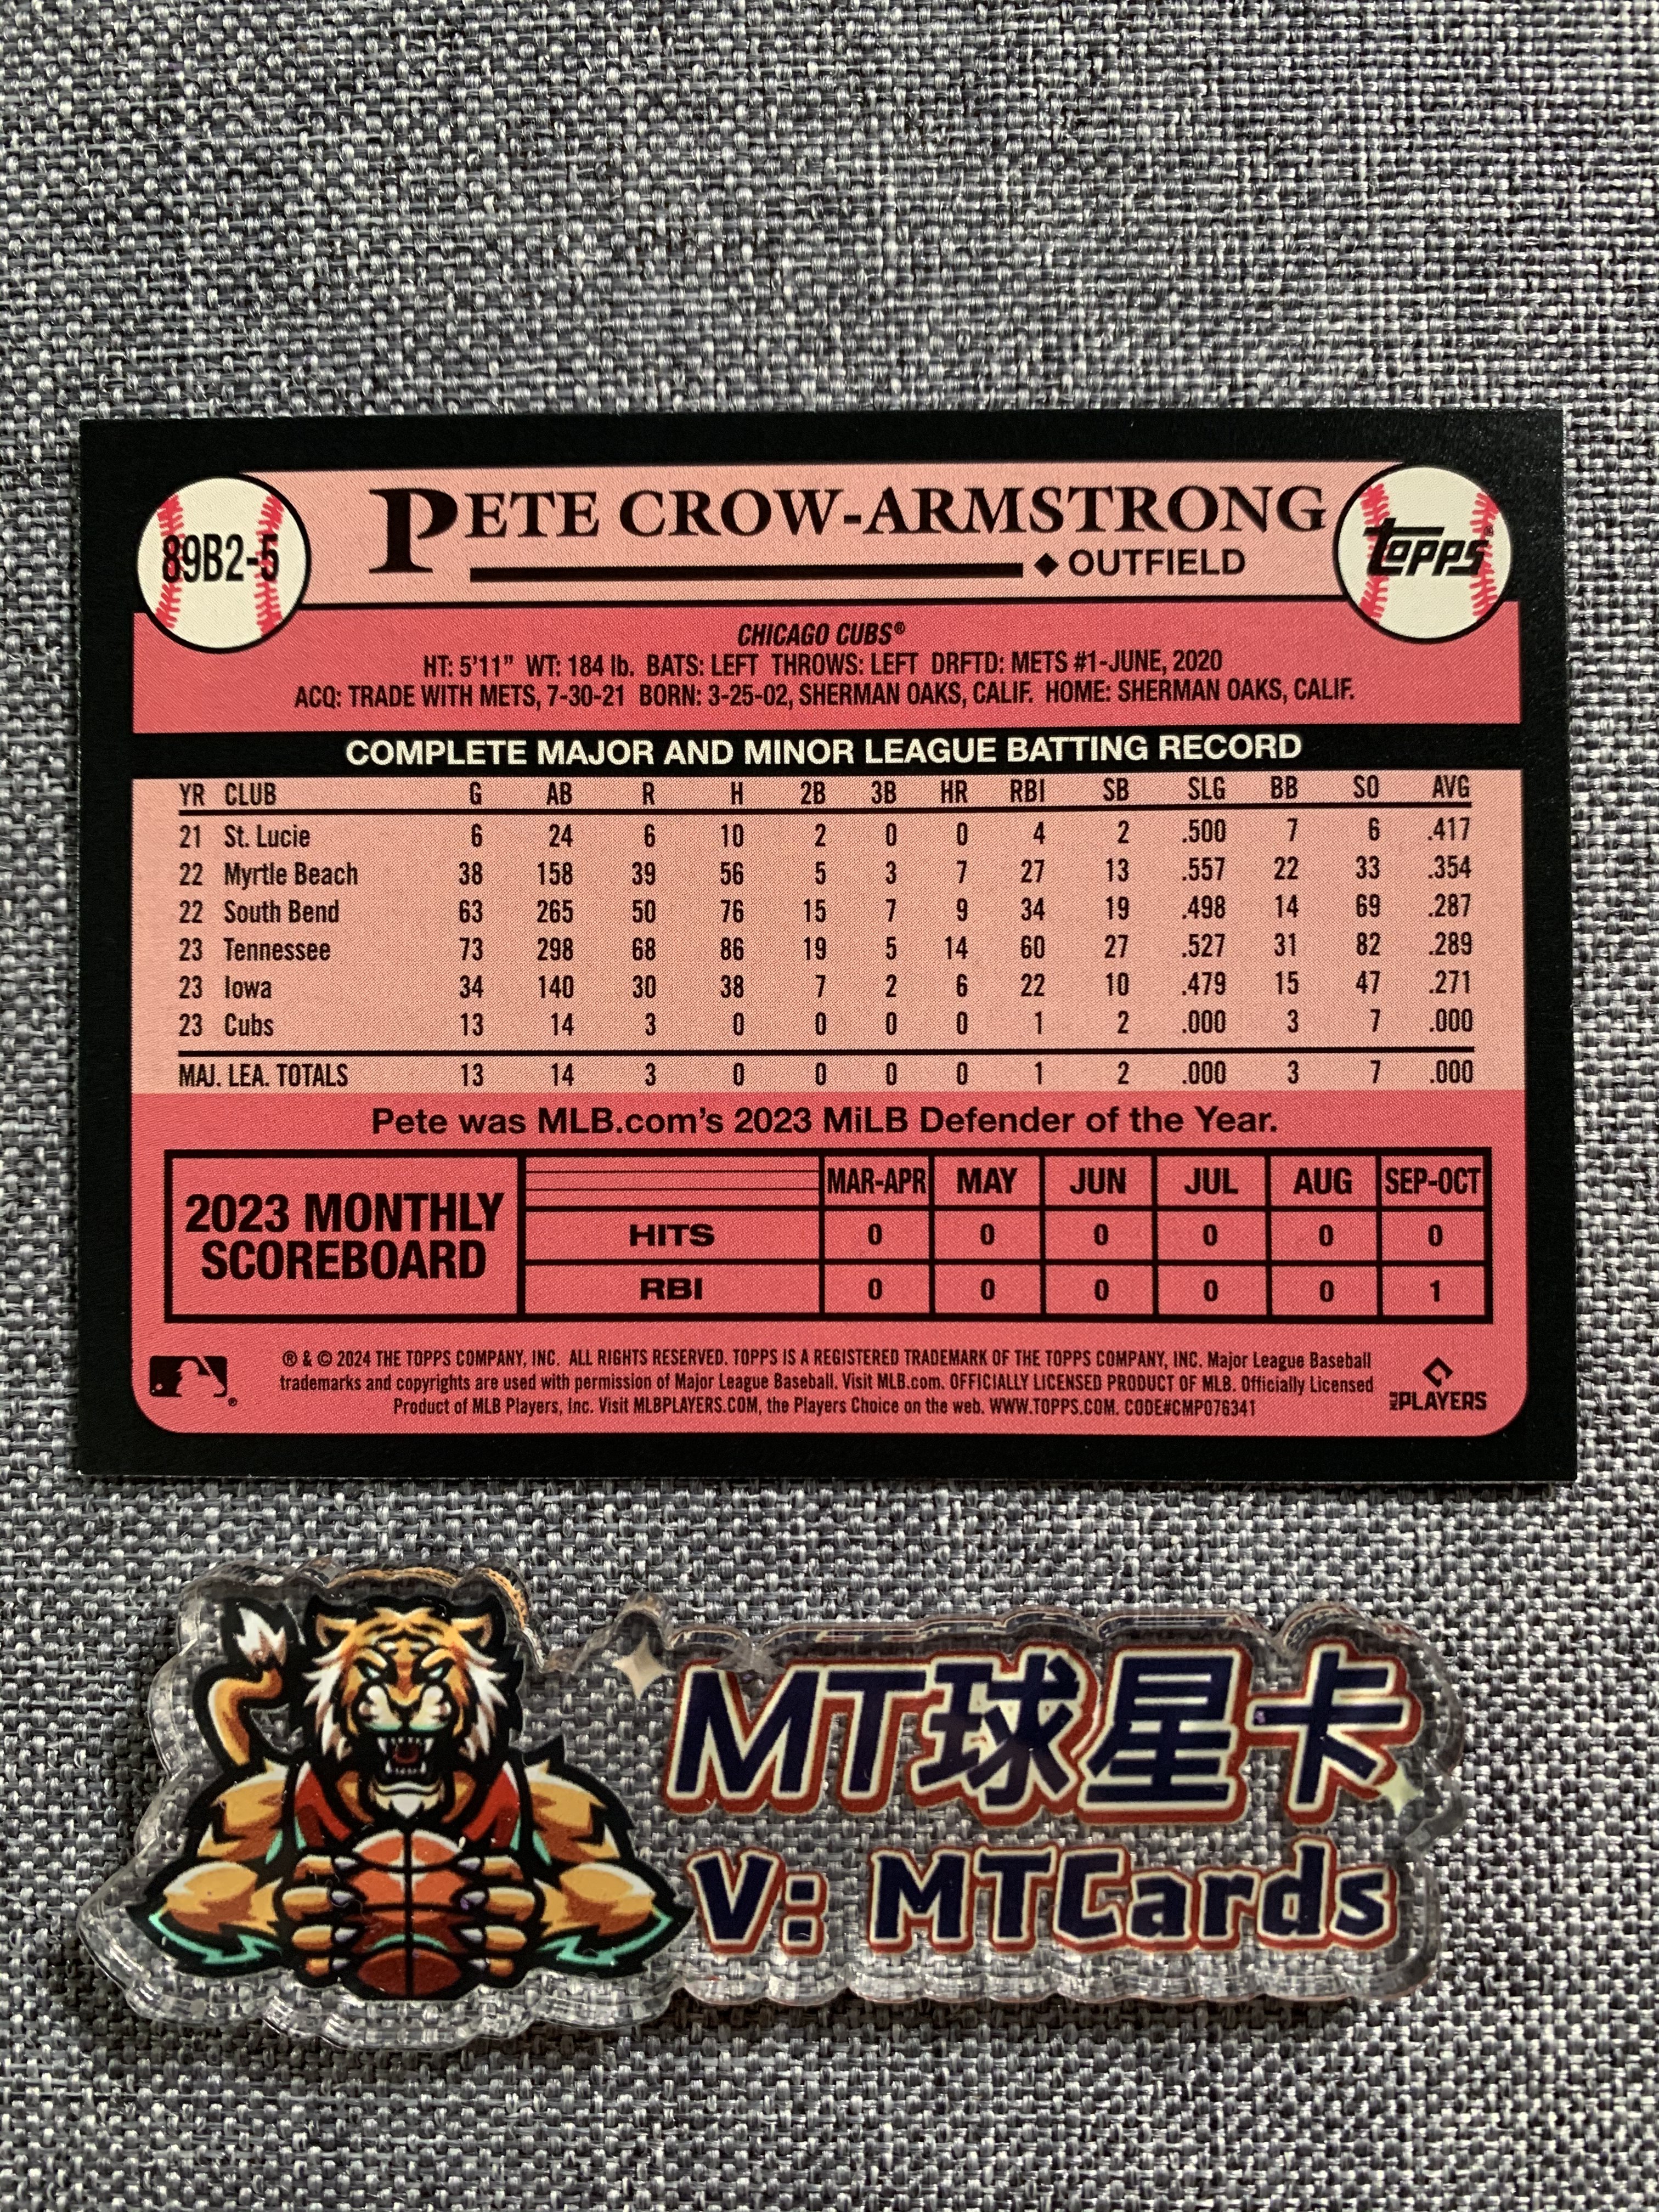 89B2-5
PETE CROW-ARMSTRONG
◆ OUTFIELD
topps®
CHICAGO CUBS®
HT: 5'11" WT: 184 lb. BATS: LEFT THROWS: LEFT DRFTD: METS #1-JUNE, 2020
ACQ: TRADE WITH METS, 7-30-21 BORN: 3-25-02, SHERMAN OAKS, CALIF. HOME: SHERMAN OAKS, CALIF.
COMPLETE MAJOR AND MINOR LEAGUE BATTING RECORD
YR CLUB G AB R H 2B 3B HR RBI SB SLG BB SO AVG
21 St. Lucie 6 24 6 10 2 0 0 4 2 .500 7 6 .417
22 Myrtle Beach 38 158 39 56 5 3 7 27 13 .557 22 33 .354
22 South Bend 63 265 50 76 15 7 9 34 19 .498 14 69 .287
23 Tennessee 73 298 68 86 19 5 14 60 27 .527 31 82 .289
23 Iowa 34 140 30 38 7 2 6 22 10 .479 15 47 .271
23 Cubs 13 14 3 0 0 0 0 1 2 .000 3 7 .000
MAJ. LEA. TOTALS 13 14 3 0 0 0 0 1 2 .000 3 7 .000
Pete was MLB.com's 2023 MiLB Defender of the Year.
2023 MONTHLY
SCOREBOARD
MAR-APR MAY JUN JUL AUG SEP-OCT
HITS 0 0 0 0 0 0
RBI 0 0 0 0 0 1
® & © 2024 THE TOPPS COMPANY, INC. ALL RIGHTS RESERVED. TOPPS IS A REGISTERED TRADEMARK OF THE TOPPS COMPANY, INC. Major League Baseball
trademarks and copyrights are used with permission of Major League Baseball. Visit MLB.com. OFFICIALLY LICENSED PRODUCT OF MLB. Officially Licensed
Product of MLB Players, Inc. Visit MLBPLAYERS.COM, the Players Choice on the web. WWW.TOPPS.COM. CODE#CMP076341
MLB PLAYERS
MT球星卡
V: MTCards